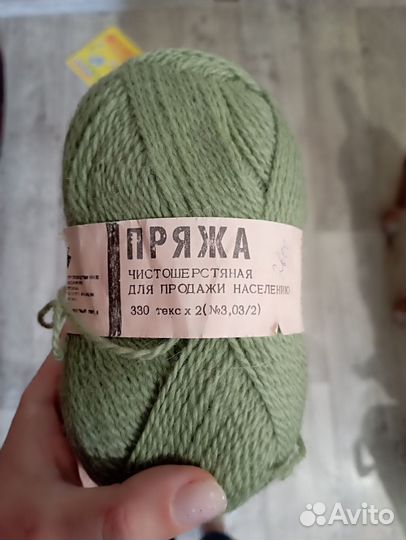 ПРЯЖА
ЧИСТОШЕРСТЯНАЯ
ДЛЯ ПРОДАЖИ НАСЕЛЕНИЮ
330 текс х 2(№3,03/2)
Avito